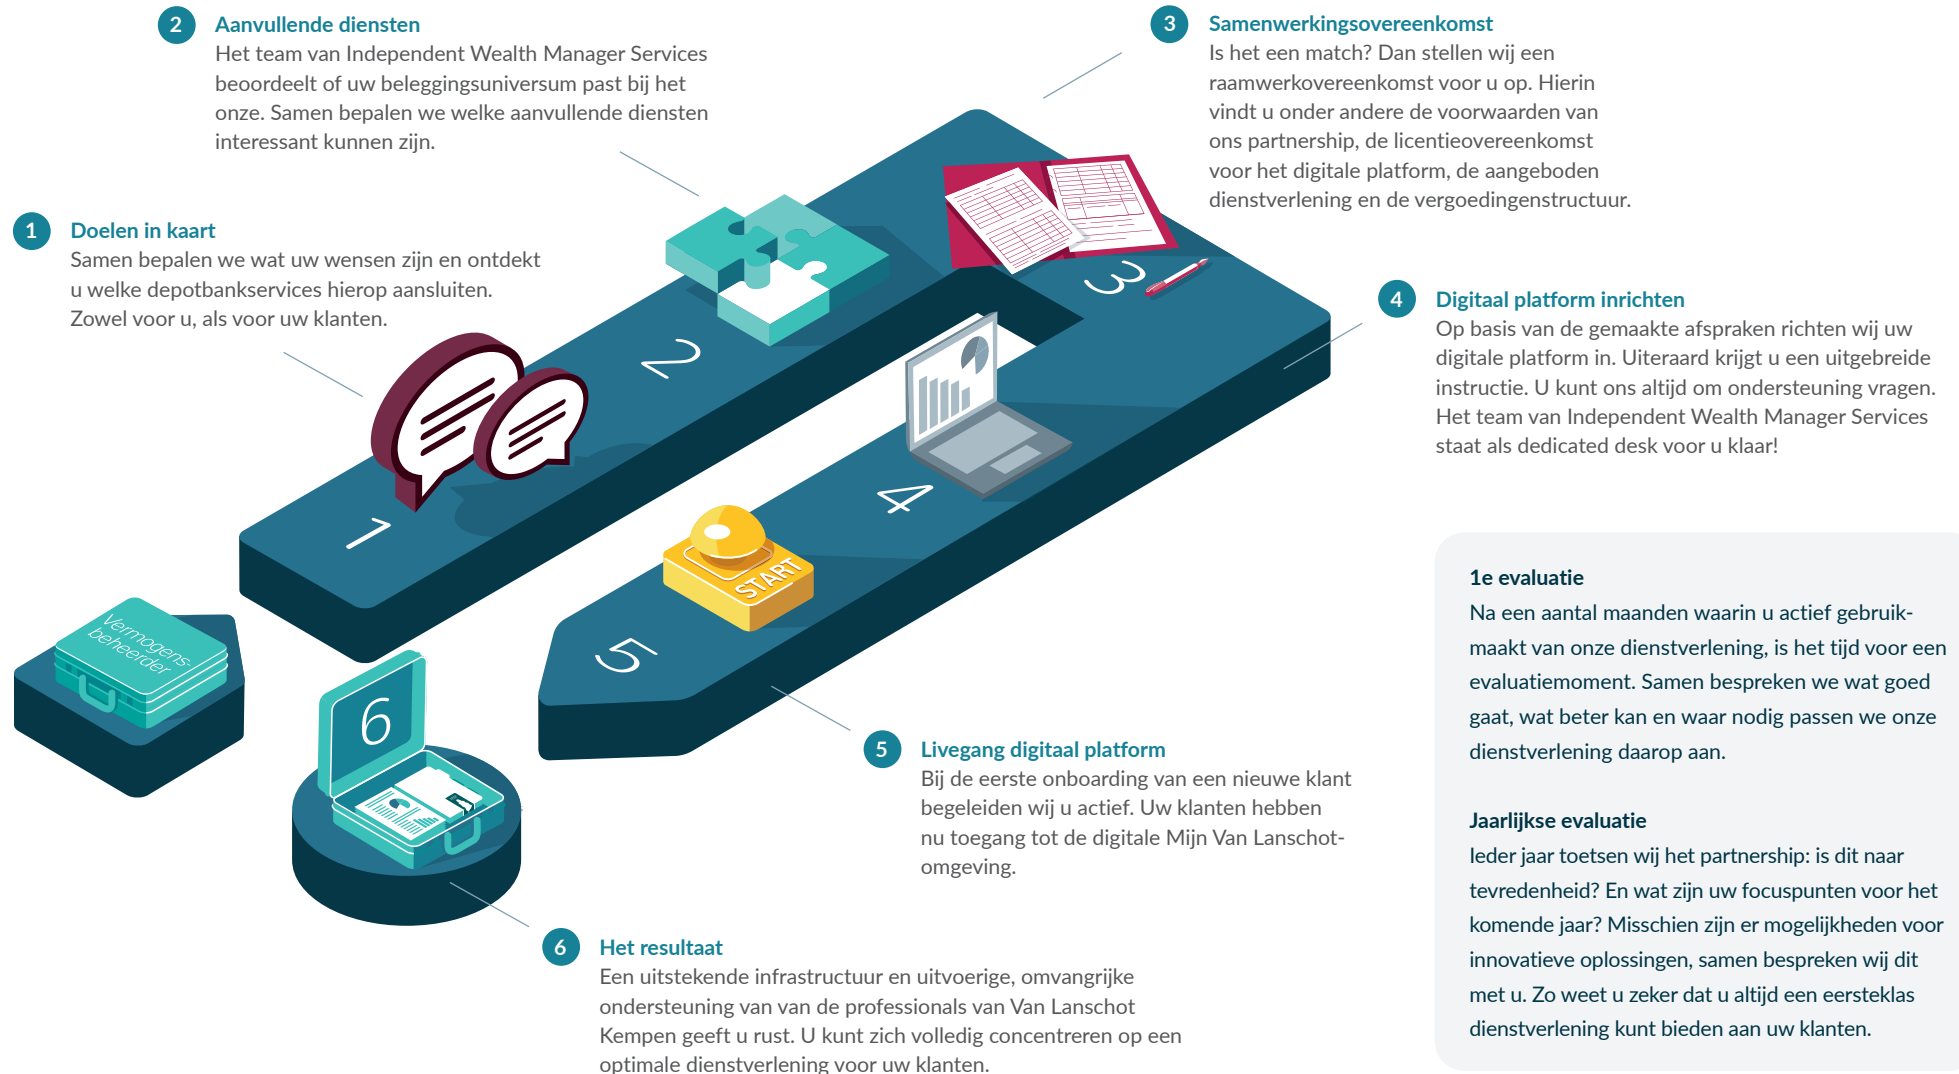 2
Aanvullende diensten
Het team van Independent Wealth Manager Services
beoordeelt of uw beleggingsuniversum past bij het
onze. Samen bepalen we welke aanvullende diensten
interessant kunnen zijn.
3
Samenwerkingsovereenkomst
Is het een match? Dan stellen wij een
raamwerkovereenkomst voor u op. Hierin
vindt u onder andere de voorwaarden van
ons partnership, de licentieovereenkomst
voor het digitale platform, de aangeboden
dienstverlening en de vergoedingenstructuur.
1
Doelen in kaart
Samen bepalen we wat uw wensen zijn en ontdekt
u welke depotbankservices hierop aansluiten.
Zowel voor u, als voor uw klanten.
4
Digitaal platform inrichten
Op basis van de gemaakte afspraken richten wij uw
digitale platform in. Uiteraard krijgt u een uitgebreide
instructie. U kunt ons altijd om ondersteuning vragen.
Het team van Independent Wealth Manager Services
staat als dedicated desk voor u klaar!
3
2
1
4
START
5
Vermogens-
beheerder
6
5
Livegang digitaal platform
Bij de eerste onboarding van een nieuwe klant
begeleiden wij u actief. Uw klanten hebben
nu toegang tot de digitale Mijn Van Lanschot-
omgeving.
6
Het resultaat
Een uitstekende infrastructuur en uitvoerige, omvangrijke
ondersteuning van van de professionals van Van Lanschot
Kempen geeft u rust. U kunt zich volledig concentreren op een
optimale dienstverlening voor uw klanten.
1e evaluatie
Na een aantal maanden waarin u actief gebruik-
maakt van onze dienstverlening, is het tijd voor een
evaluatiemoment. Samen bespreken we wat goed
gaat, wat beter kan en waar nodig passen we onze
dienstverlening daarop aan.
Jaarlijkse evaluatie
Ieder jaar toetsen wij het partnership: is dit naar
tevredenheid? En wat zijn uw focuspunten voor het
komende jaar? Misschien zijn er mogelijkheden voor
innovatieve oplossingen, samen bespreken wij dit
met u. Zo weet u zeker dat u altijd een eersteklas
dienstverlening kunt bieden aan uw klanten.